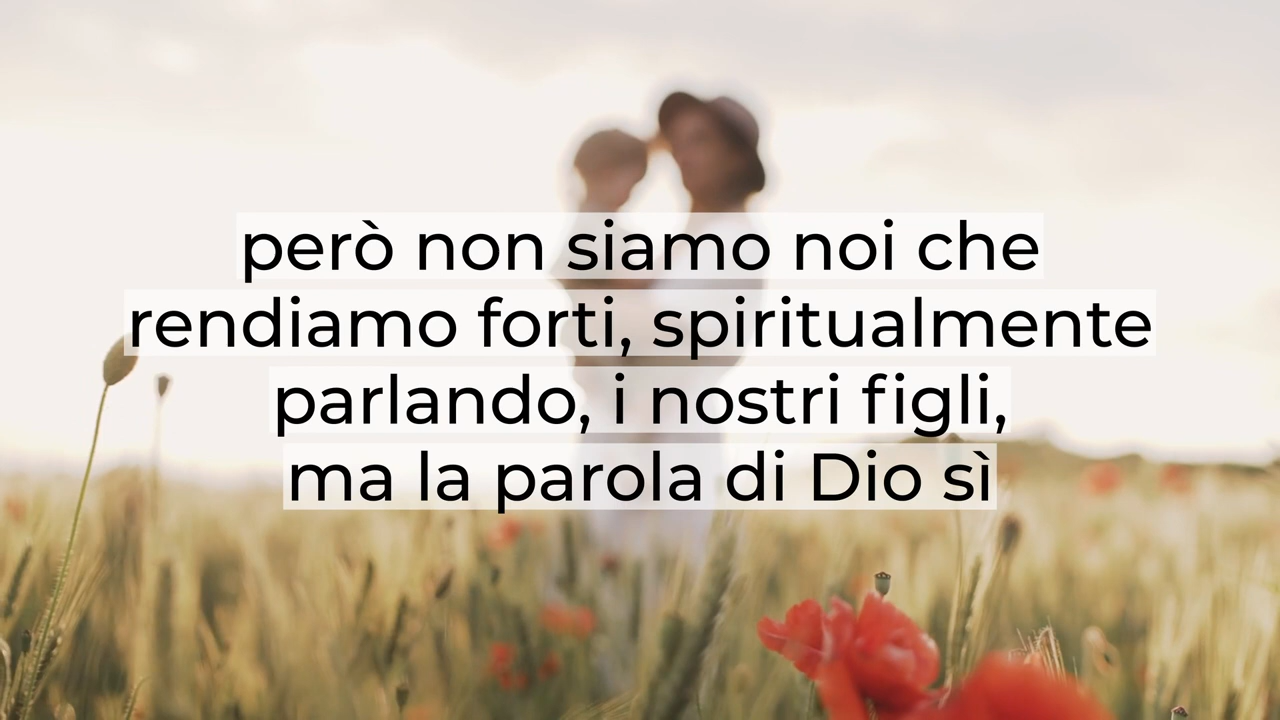 però non siamo noi che
rendiamo forti, spiritualmente
parlando, i nostri figli,
ma la parola di Dio sì